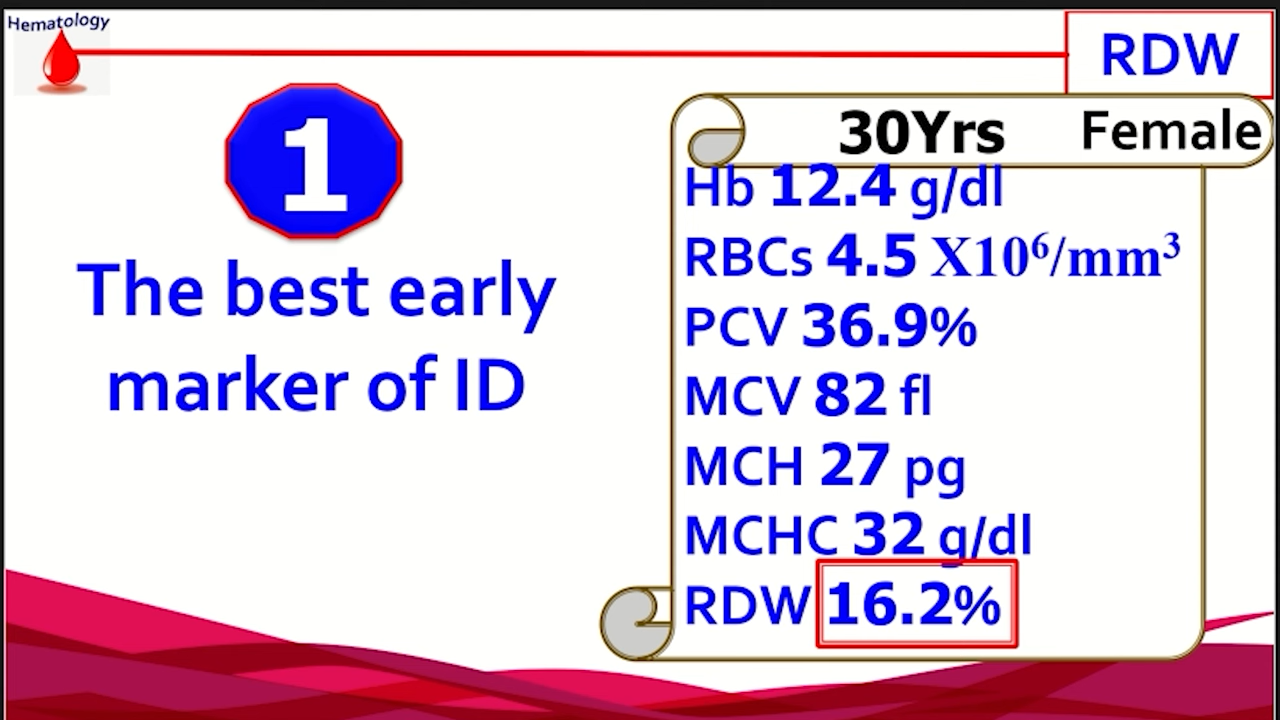 Hematology
RDW
1
The best early
marker of ID
30Yrs Female
Hb 12.4 g/dl
RBCs 4.5 X10⁶/mm³
PCV 36.9%
MCV 82 fl
MCH 27 pg
MCHC 32 g/dl
RDW 16.2%